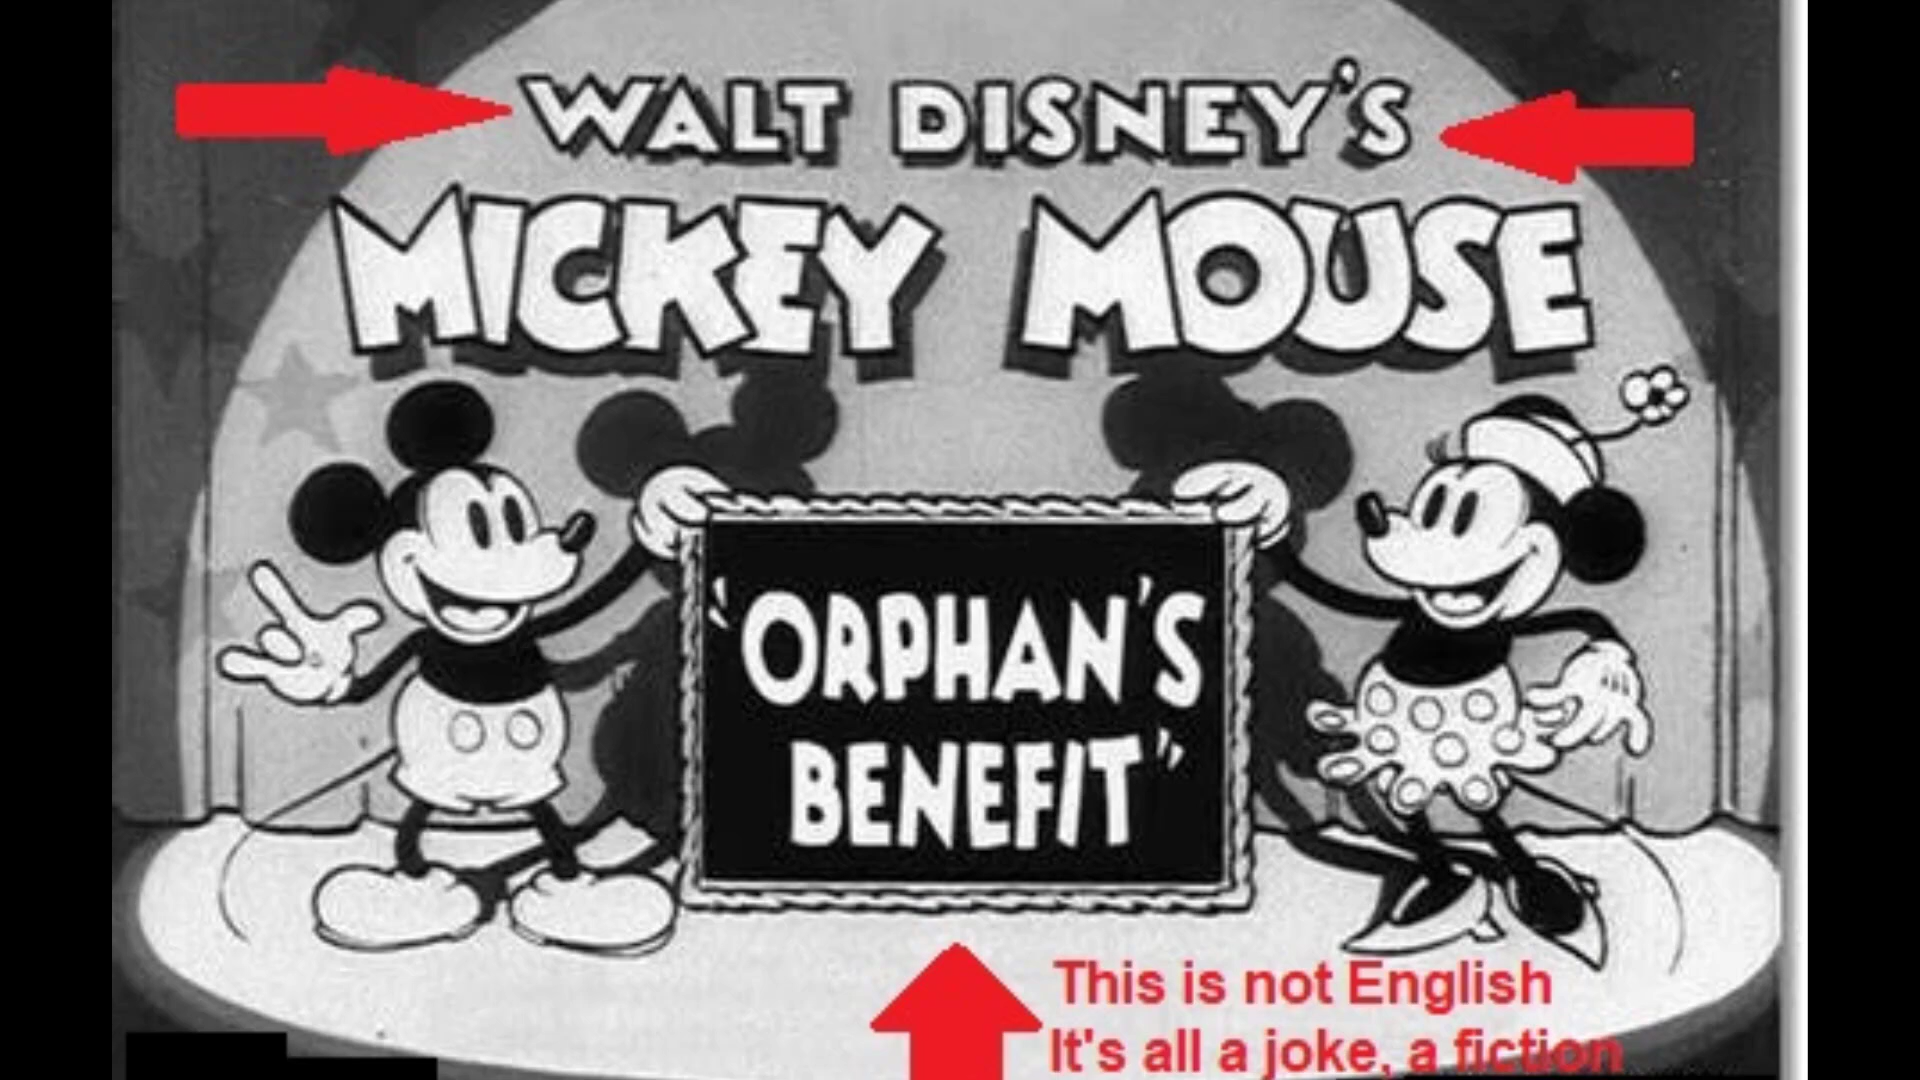 WALT DISNEY'S
MICKEY MOUSE
"ORPHAN'S
BENEFIT"
This is not English
It's all a joke, a fiction